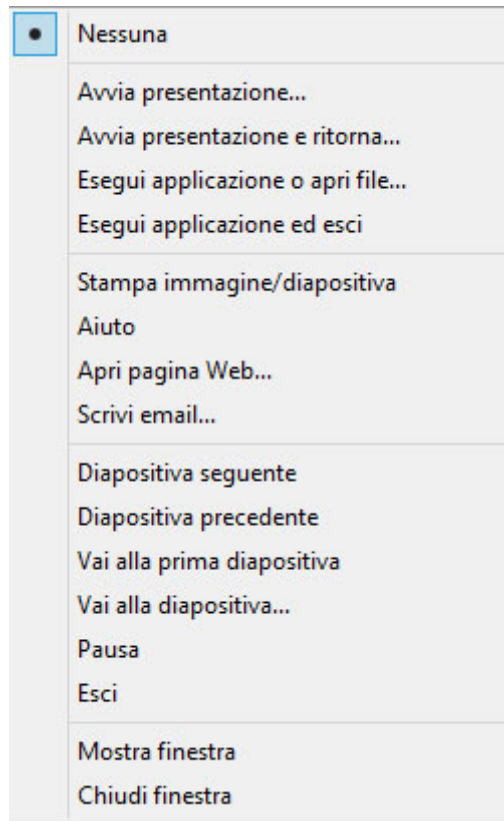 Nessuna
Avvia presentazione...
Avvia presentazione e ritorna...
Esegui applicazione o apri file...
Esegui applicazione ed esci
Stampa immagine/diapositiva
Aiuto
Apri pagina Web...
Scrivi email...
Diapositiva seguente
Diapositiva precedente
Vai alla prima diapositiva
Vai alla diapositiva...
Pausa
Esci
Mostra finestra
Chiudi finestra